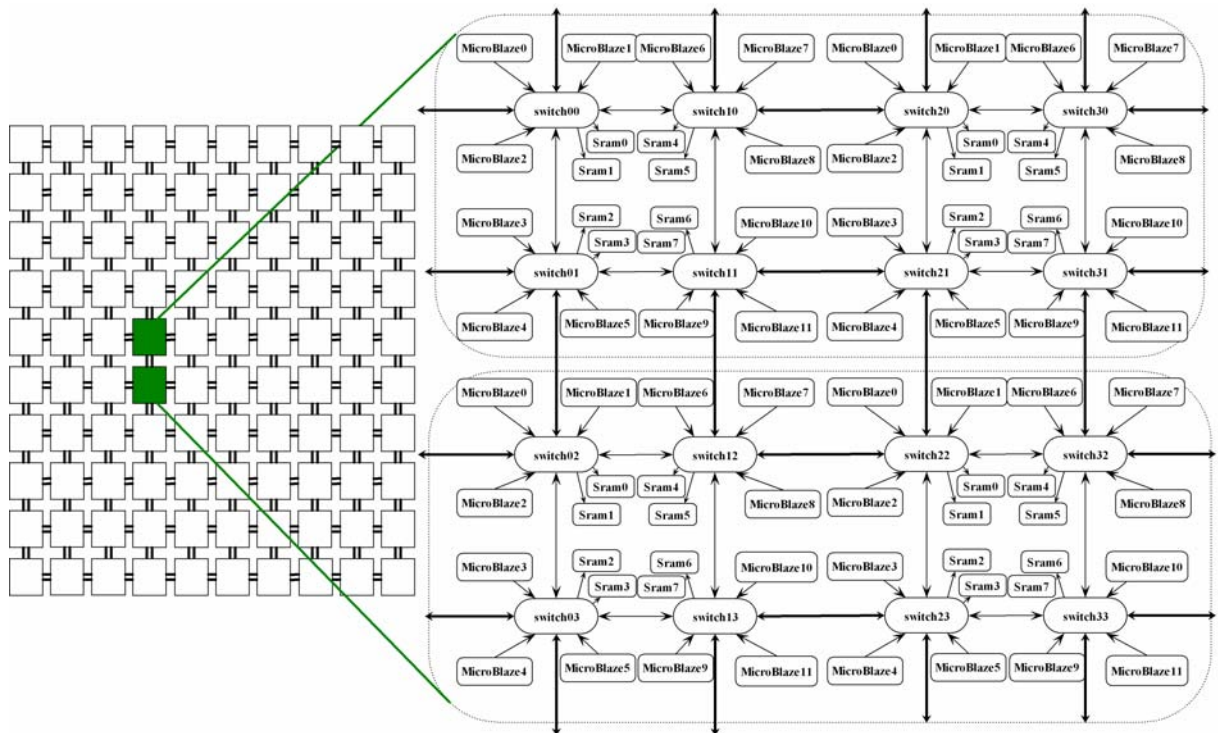 MicroBlaze0 MicroBlaze1 MicroBlaze6 MicroBlaze7 MicroBlaze0 MicroBlaze1 MicroBlaze6 MicroBlaze7
switch00 switch10 switch20 switch30
Sram0 Sram4 Sram0 Sram4
MicroBlaze2 MicroBlaze8 MicroBlaze2 MicroBlaze8
Sram1 Sram5 Sram1 Sram5
Sram2 Sram6 Sram2 Sram6
MicroBlaze3 MicroBlaze10 MicroBlaze3 MicroBlaze10
Sram3 Sram7 Sram3 Sram7
switch01 switch11 switch21 switch31
MicroBlaze4 MicroBlaze5 MicroBlaze9 MicroBlaze11 MicroBlaze4 MicroBlaze5 MicroBlaze9 MicroBlaze11
MicroBlaze0 MicroBlaze1 MicroBlaze6 MicroBlaze7 MicroBlaze0 MicroBlaze1 MicroBlaze6 MicroBlaze7
switch02 switch12 switch22 switch32
Sram0 Sram4 Sram0 Sram4
MicroBlaze2 MicroBlaze8 MicroBlaze2 MicroBlaze8
Sram1 Sram5 Sram1 Sram5
Sram2 Sram6 Sram2 Sram6
MicroBlaze3 MicroBlaze10 MicroBlaze3 MicroBlaze10
Sram3 Sram7 Sram3 Sram7
switch03 switch13 switch23 switch33
MicroBlaze4 MicroBlaze5 MicroBlaze9 MicroBlaze11 MicroBlaze4 MicroBlaze5 MicroBlaze9 MicroBlaze11